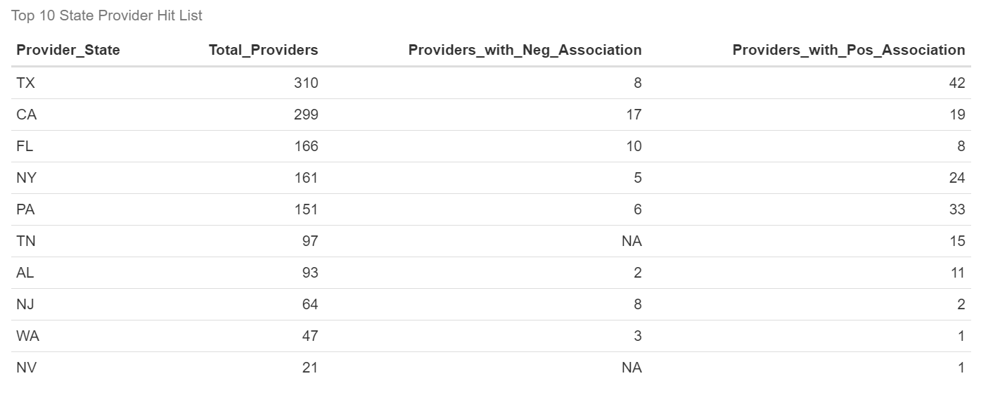 Top 10 State Provider Hit List
Provider_State Total_Providers Providers_with_Neg_Association Providers_with_Pos_Association
TX 310 8 42
CA 299 17 19
FL 166 10 8
NY 161 5 24
PA 151 6 33
TN 97 NA 15
AL 93 2 11
NJ 64 8 2
WA 47 3 1
NV 21 NA 1